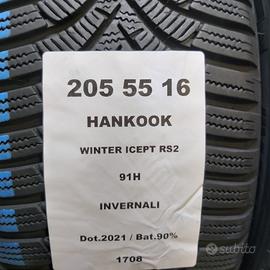 205 55 16
HANKOOK
WINTER ICEPT RS2
91H
INVERNALI
Dot.2021 / Bat.90%
1708
subito